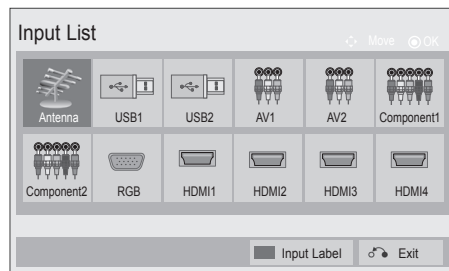 Input List
Move OK
Antenna USB1 USB2 AV1 AV2 Component1
Component2 RGB HDMI1 HDMI2 HDMI3 HDMI4
Input Label Exit